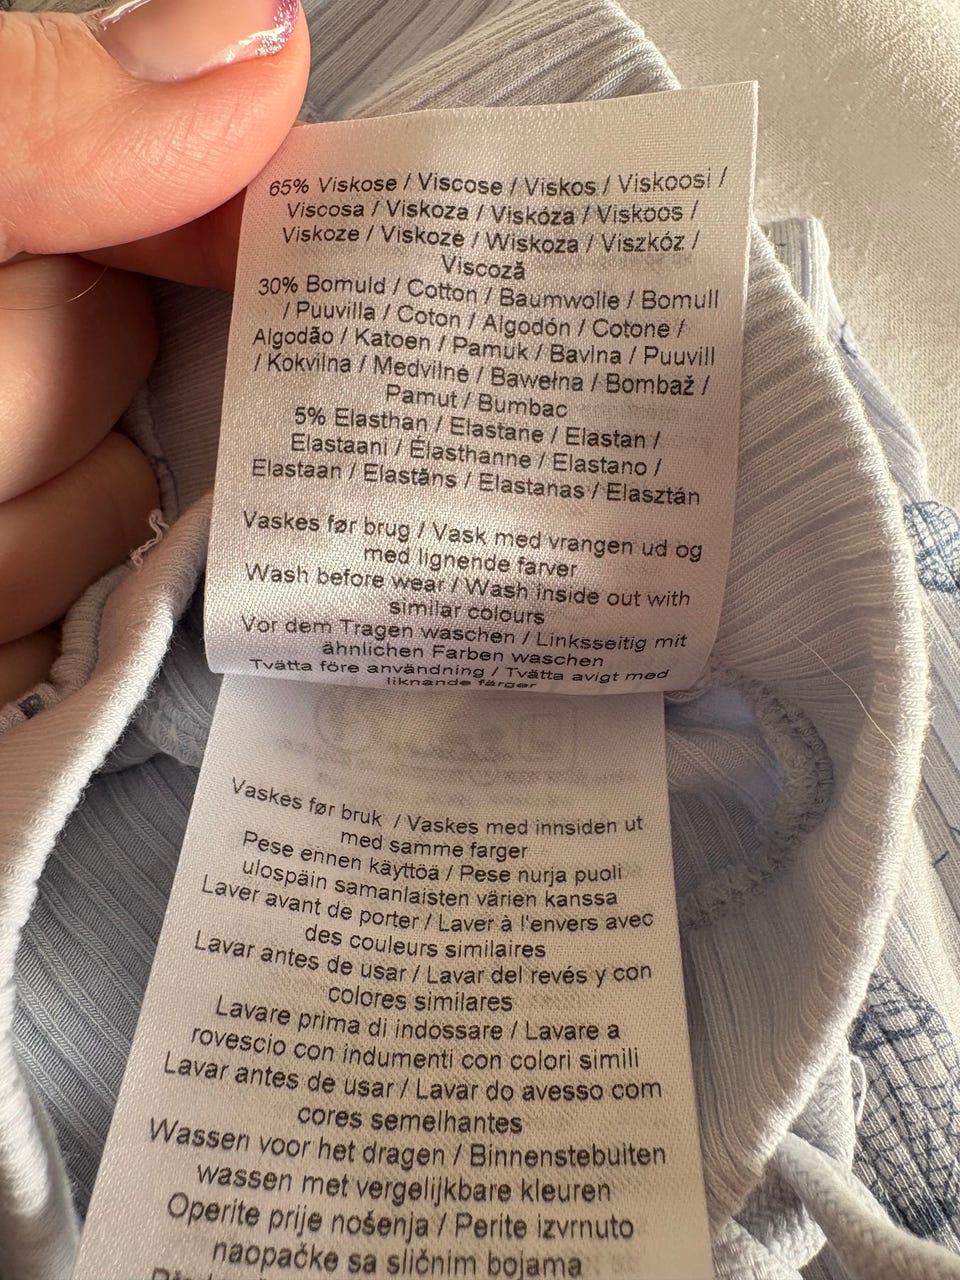 65% Viskose / Viscose / Viskos / Viskoosi /
Viscosa / Viskoza / Viskóza / Viskoos /
Viskoze / Viskozė / Wiskoza / Viszkóz /
Viscoză
30% Bomuld / Cotton / Baumwolle / Bomull
/ Puuvilla / Coton / Algodón / Cotone /
Algodão / Katoen / Pamuk / Bavlna / Puuvill
/ Kokvilna / Medvilnė / Bawełna / Bombaž /
Pamut / Bumbac
5% Elasthan / Elastane / Elastan /
Elastaani / Élasthanne / Elastano /
Elastaan / Elastāns / Elastanas / Elasztán
Vaskes før brug / Vask med vrangen ud og
med lignende farver
Wash before wear / Wash inside out with
similar colours
Vor dem Tragen waschen / Linksseitig mit
ähnlichen Farben waschen
Tvätta före användning / Tvätta avigt med
liknande färger
Vaskes før bruk / Vaskes med innsiden ut
med samme farger
Pese ennen käyttöä / Pese nurja puoli
ulospäin samanlaisten värien kanssa
Laver avant de porter / Laver à l'envers avec
des couleurs similaires
Lavar antes de usar / Lavar del revés y con
colores similares
Lavare prima di indossare / Lavare a
rovescio con indumenti con colori simili
Lavar antes de usar / Lavar do avesso com
cores semelhantes
Wassen voor het dragen / Binnenstebuiten
wassen met vergelijkbare kleuren
Operite prije nošenja / Perite izvrnuto
naopačke sa sličnim bojama